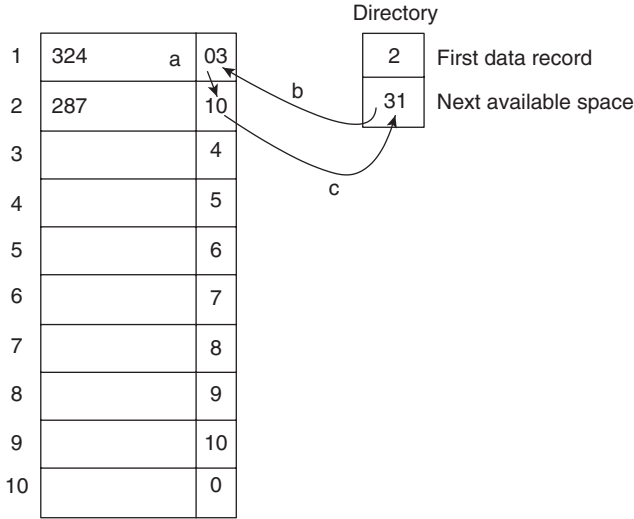 Directory
1 324 a 03 2 First data record
2 287 10 b 31 Next available space
3 4
4 5 c
5 6
6 7
7 8
8 9
9 10
10 0